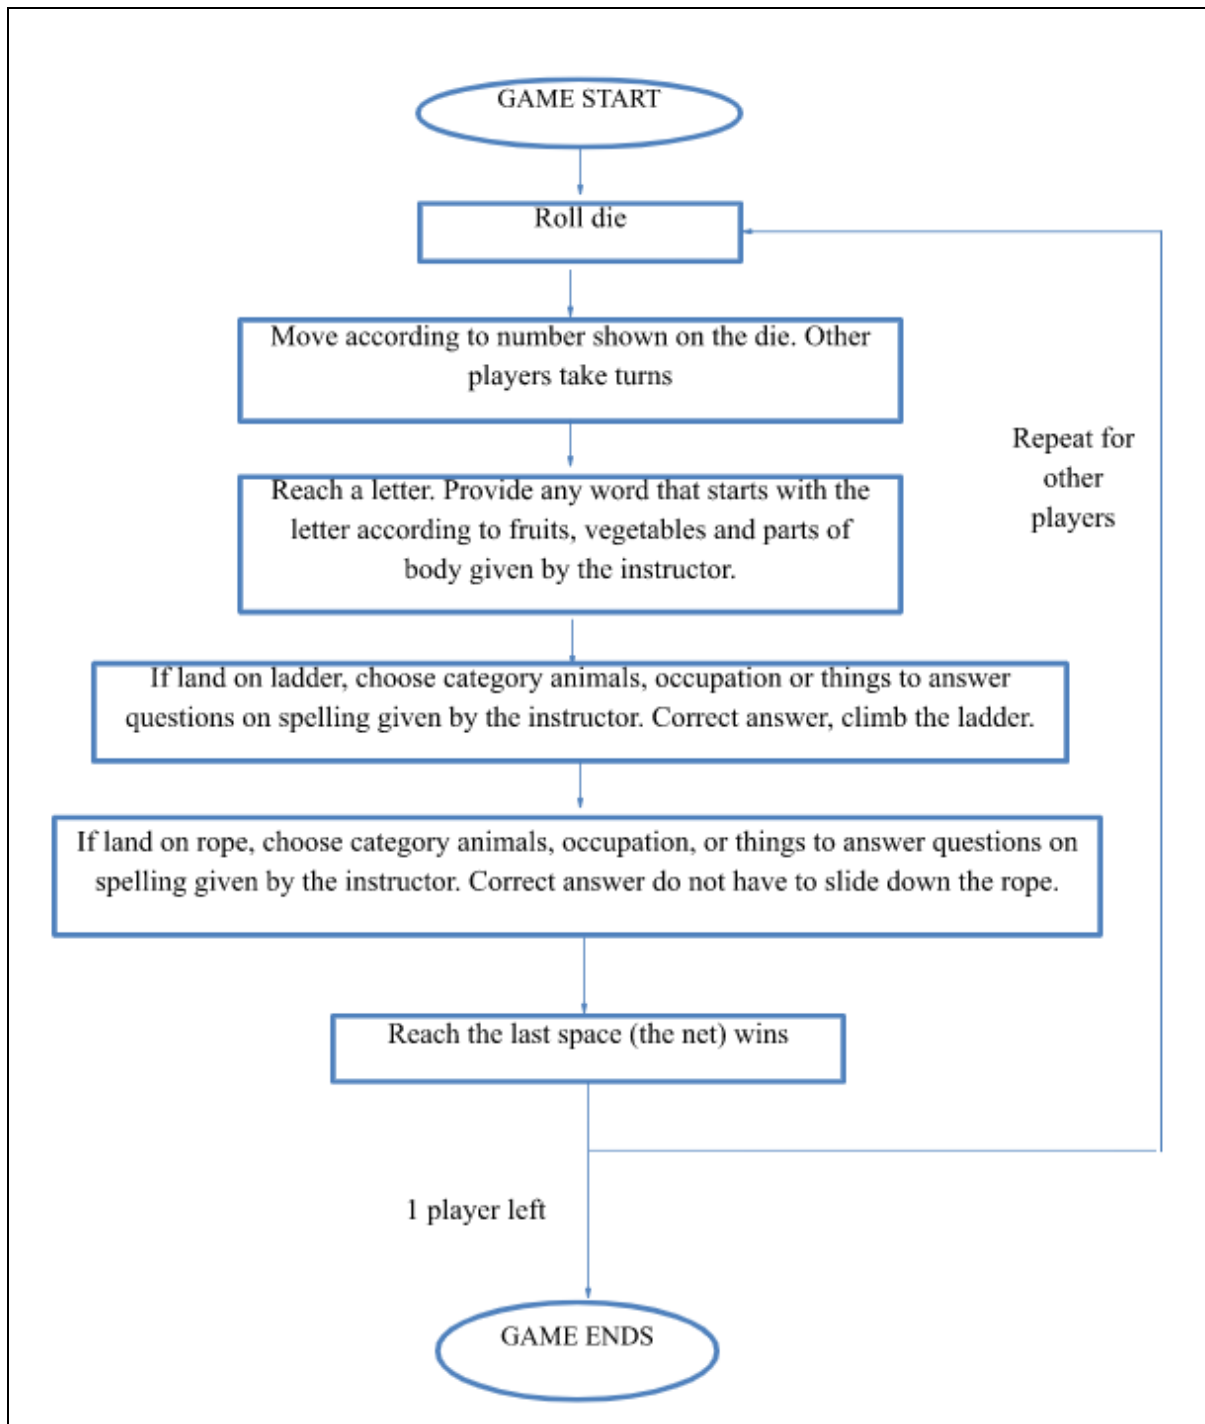 GAME START
Roll die
Move according to number shown on the die. Other
players take turns
Repeat for
other
players
Reach a letter. Provide any word that starts with the
letter according to fruits, vegetables and parts of
body given by the instructor.
If land on ladder, choose category animals, occupation or things to answer
questions on spelling given by the instructor. Correct answer, climb the ladder.
If land on rope, choose category animals, occupation, or things to answer questions on
spelling given by the instructor. Correct answer do not have to slide down the rope.
Reach the last space (the net) wins
1 player left
GAME ENDS